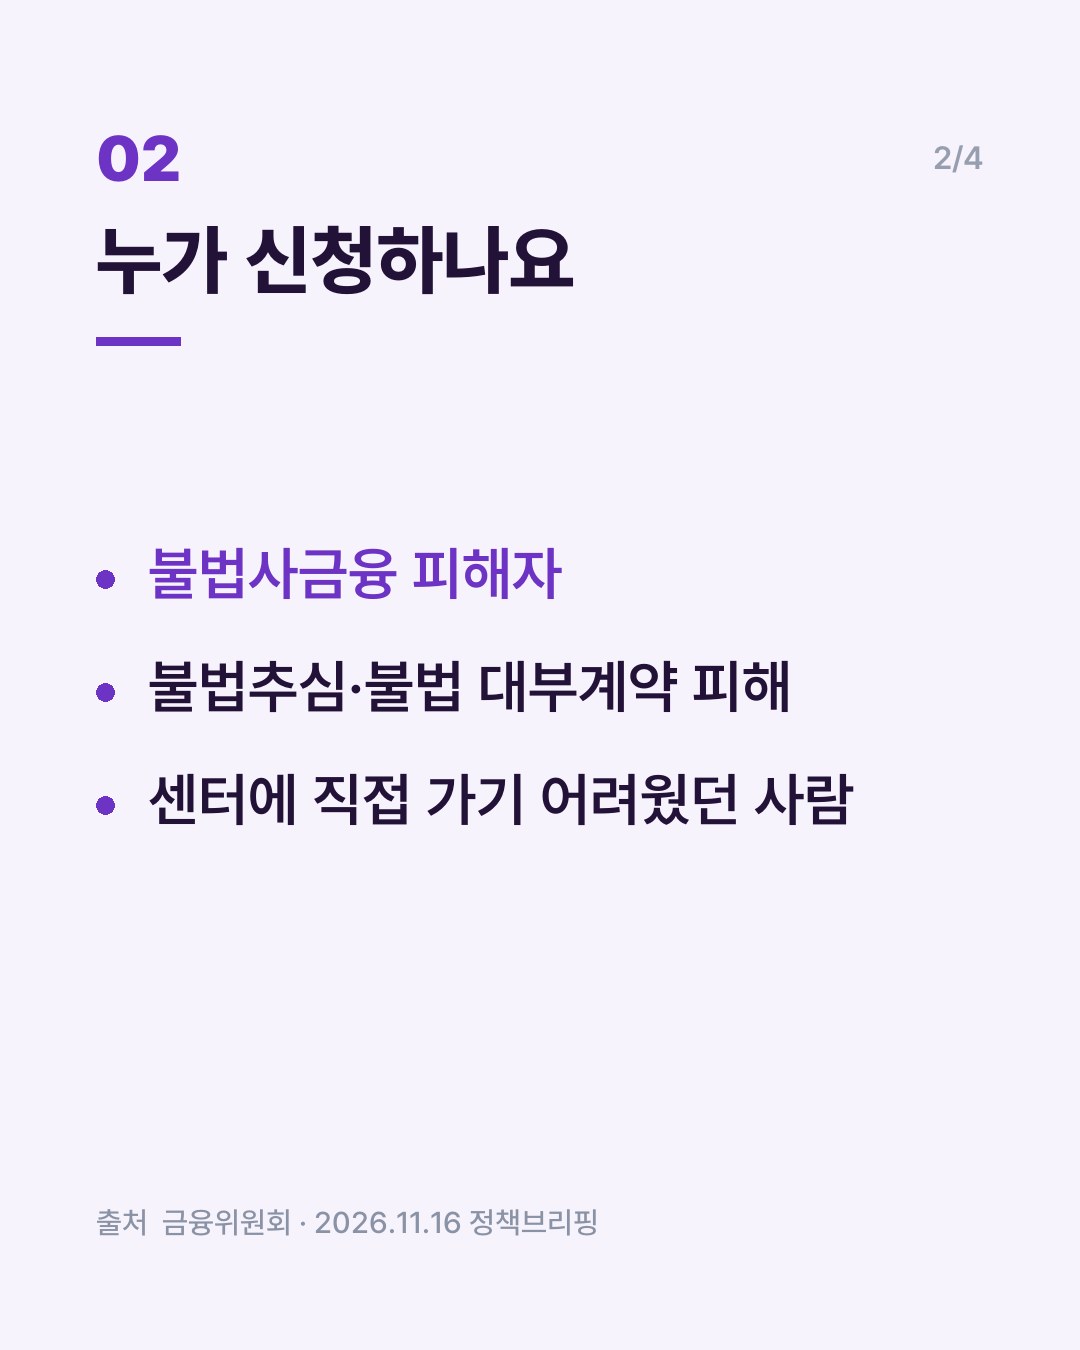 02
2/4
누가 신청하나요
불법사금융 피해자
불법추심·불법 대부계약 피해
센터에 직접 가기 어려웠던 사람
출처 금융위원회 · 2026.11.16 정책브리핑